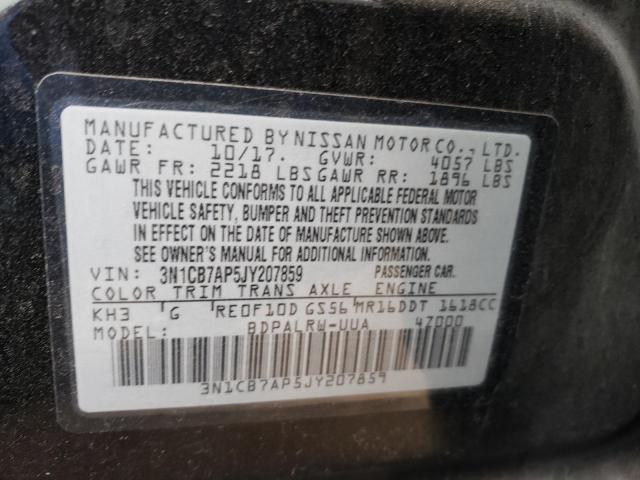 MANUFACTURED BY NISSAN MOTOR CO., LTD.
DATE: 10/17. GVWR: 4057 LBS
GAWR FR: 2218 LBS GAWR RR: 1896 LBS
THIS VEHICLE CONFORMS TO ALL APPLICABLE FEDERAL MOTOR
VEHICLE SAFETY, BUMPER AND THEFT PREVENTION STANDARDS
IN EFFECT ON THE DATE OF MANUFACTURE SHOWN ABOVE.
SEE OWNER'S MANUAL FOR ADDITIONAL INFORMATION.
VIN: 3N1CB7AP5JY207859 PASSENGER CAR.
COLOR TRIM TRANS AXLE ENGINE
KH3 G RE0F10D GS56 MR16DDT 1618CC
MODEL: BDPALRW-UUA 47000
3N1CB7AP5JY207859